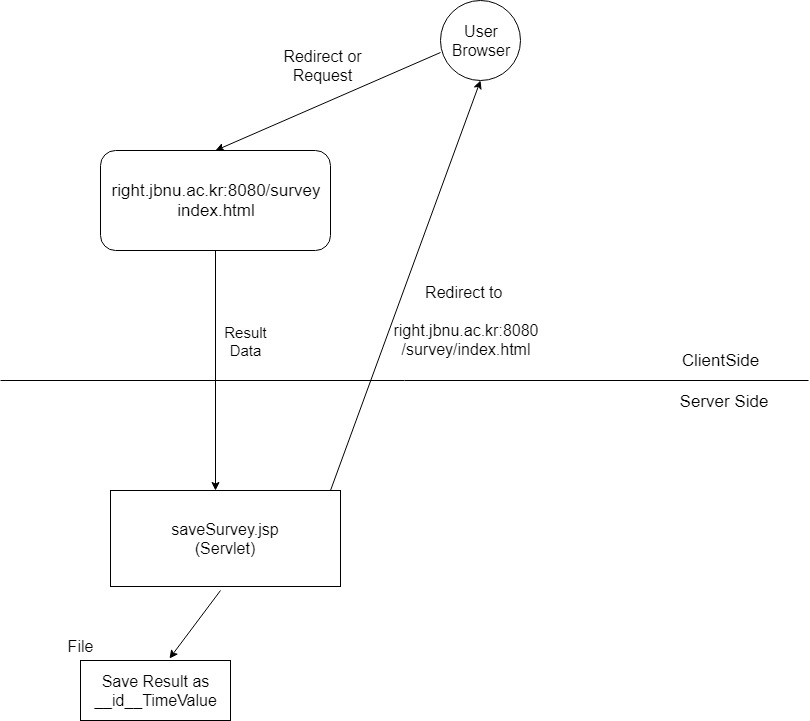 User
Browser
Redirect or
Request
right.jbnu.ac.kr:8080/survey
index.html
Result
Data
Redirect to
right.jbnu.ac.kr:8080
/survey/index.html
ClientSide
Server Side
saveSurvey.jsp
(Servlet)
File
Save Result as
__id__TimeValue